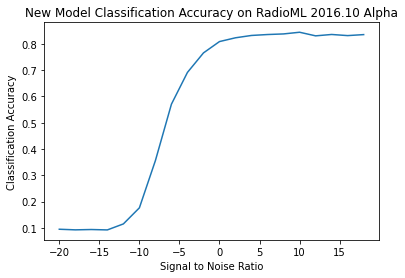 New Model Classification Accuracy on RadioML 2016.10 Alpha
0.8
0.7
0.6
0.5
0.4
0.3
0.2
0.1
Classification Accuracy
−20 −15 −10 −5 0 5 10 15
Signal to Noise Ratio